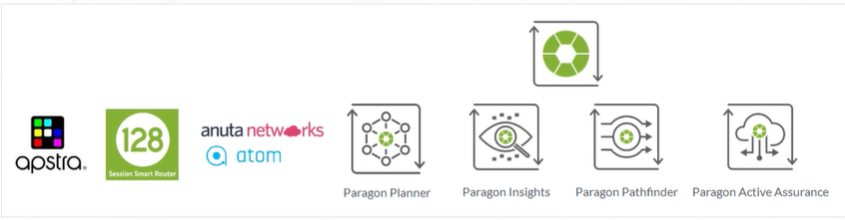 apstra.
128
Session Smart Router
anuta networks
atom
Paragon Planner
Paragon Insights
Paragon Pathfinder
Paragon Active Assurance